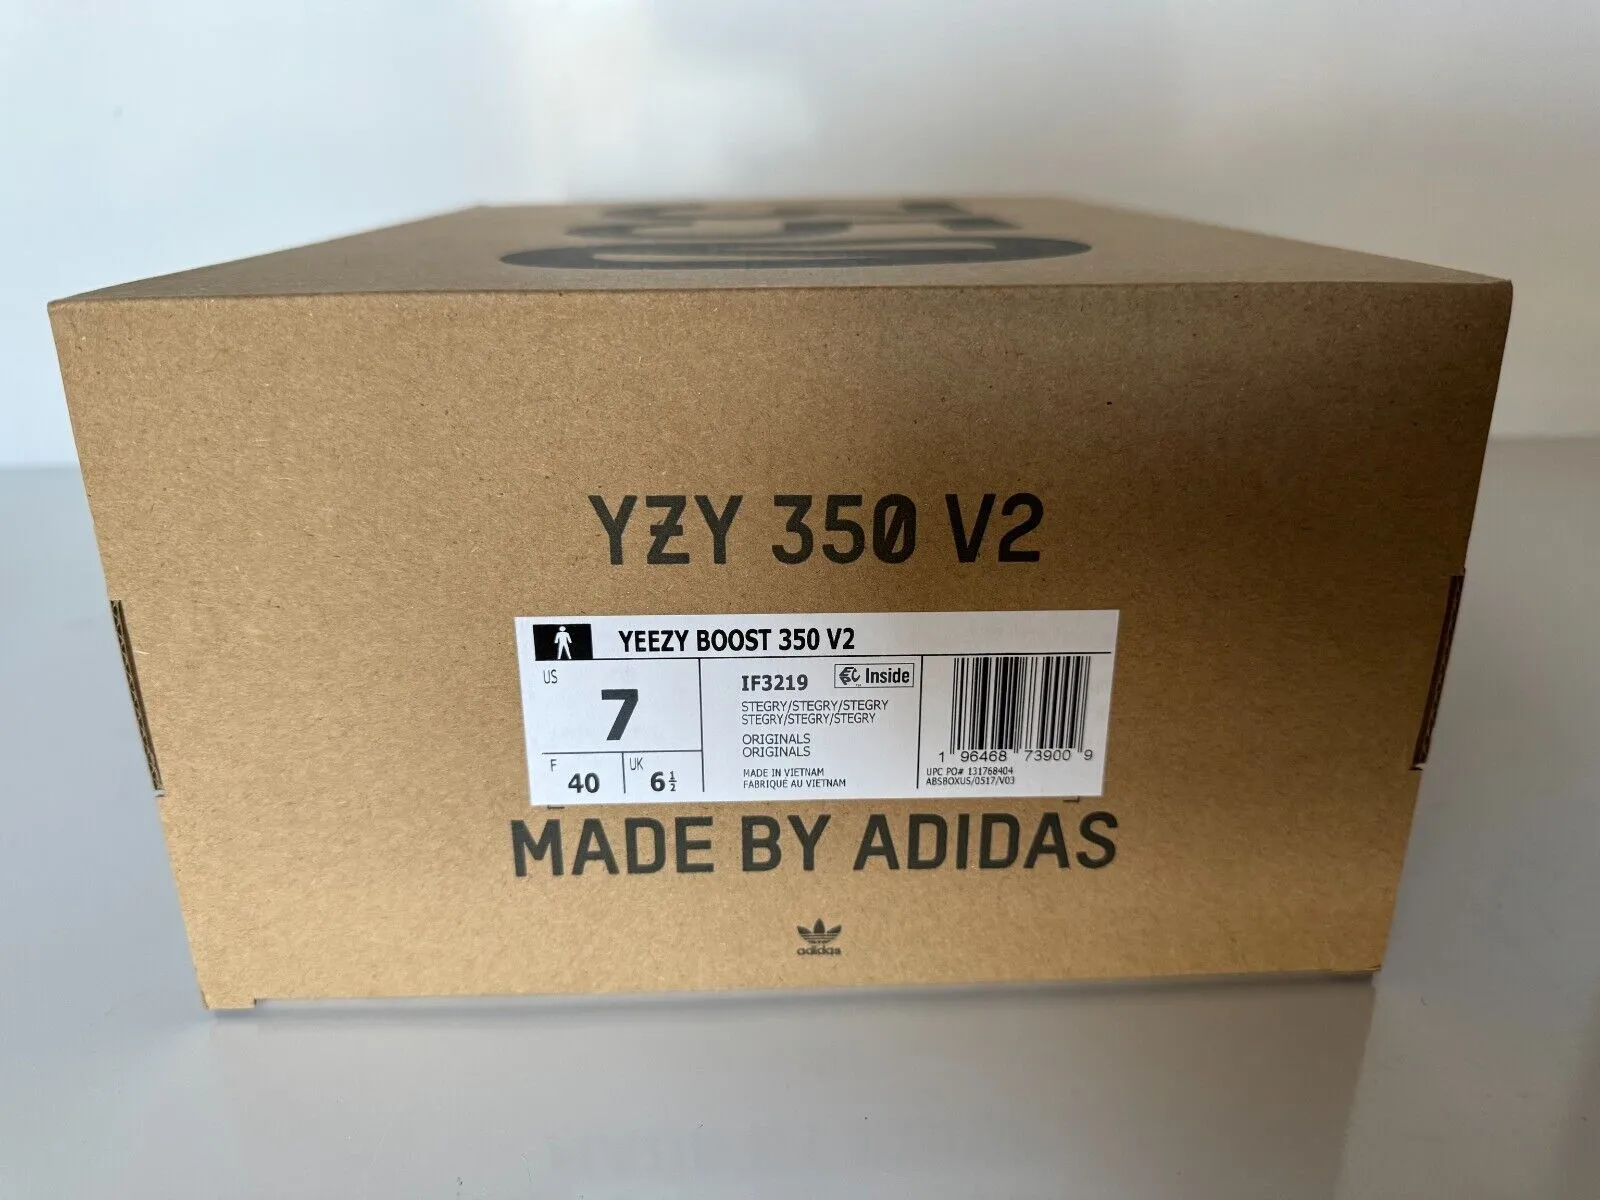 YZY 350 V2
YEEZY BOOST 350 V2
US
7
F
40
UK
6½
IF3219
EC Inside
STEGRY/STEGRY/STEGRY
STEGRY/STEGRY/STEGRY
ORIGINALS
ORIGINALS
MADE IN VIETNAM
FABRIQUÉ AU VIETNAM
1 96468 73900 9
UPC PO# 131768404
ABSBOXUS/0517/V03
MADE BY ADIDAS
adidas